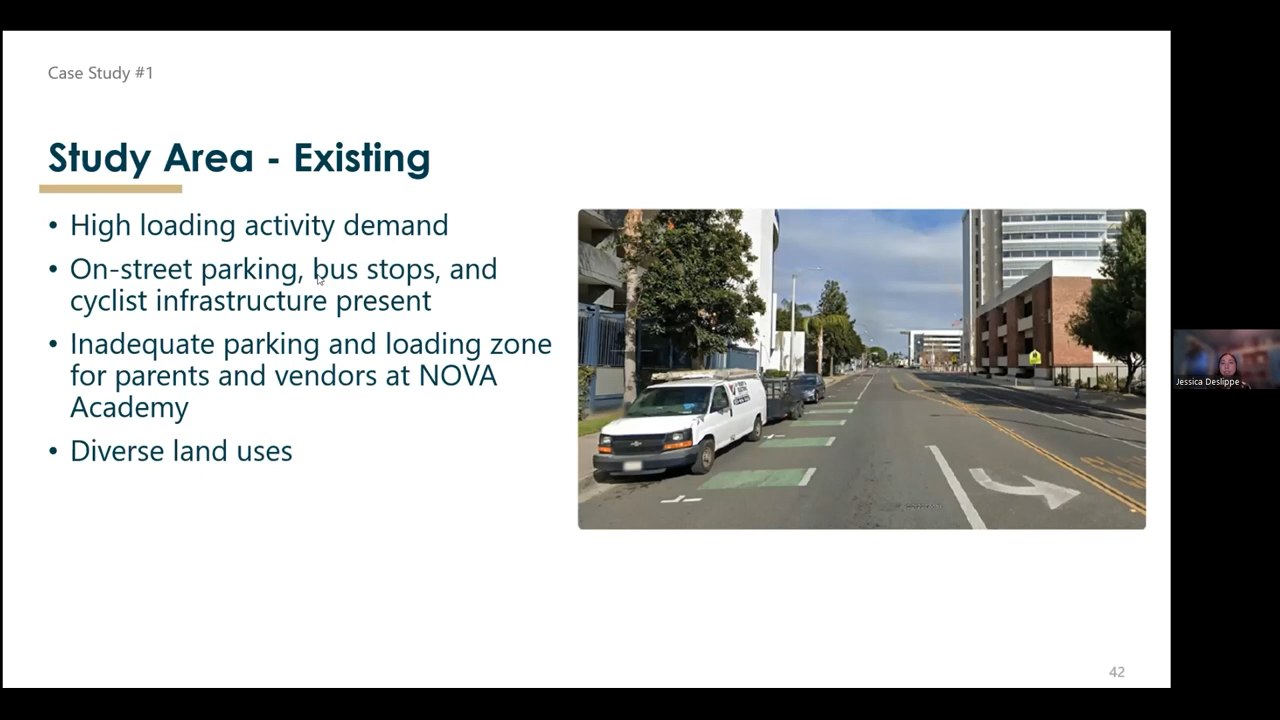 Case Study #1
Study Area - Existing
• High loading activity demand
• On-street parking, bus stops, and
cyclist infrastructure present
• Inadequate parking and loading zone
for parents and vendors at NOVA
Academy
• Diverse land uses
42
Jessica Deslippe